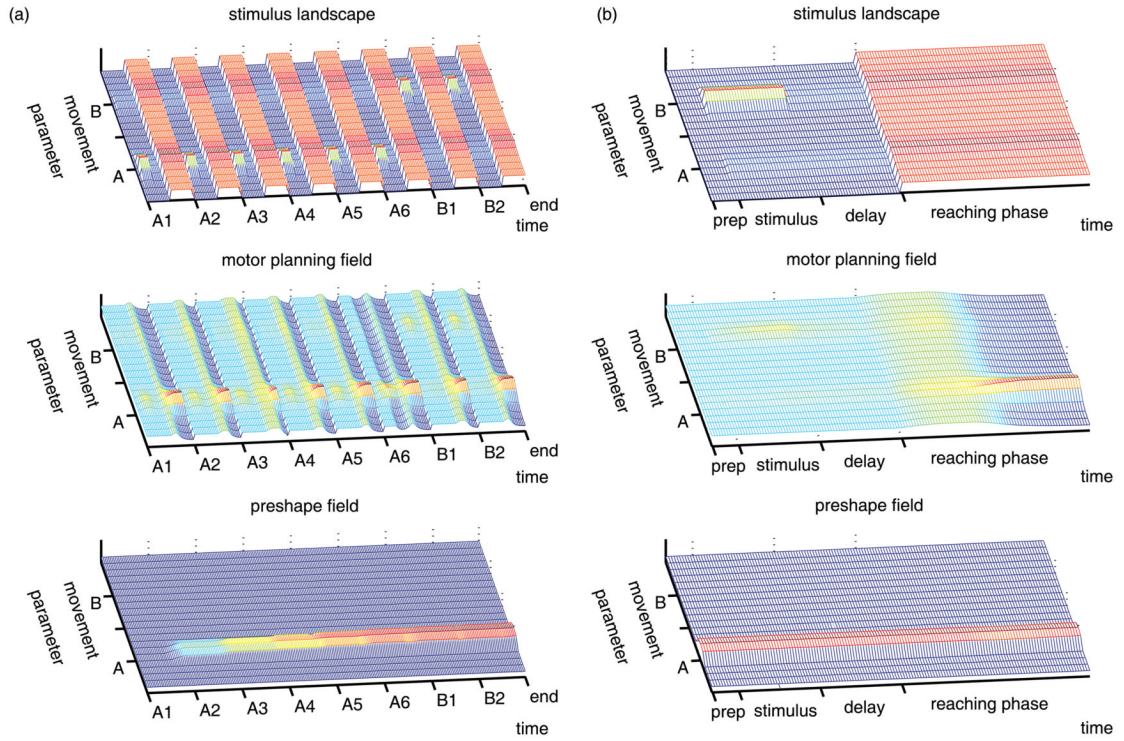 (a)
stimulus landscape
parameter
movement
B
A
A1 A2 A3 A4 A5 A6 B1 B2 end
time
motor planning field
parameter
movement
B
A
A1 A2 A3 A4 A5 A6 B1 B2 end
time
preshape field
parameter
movement
B
A
A1 A2 A3 A4 A5 A6 B1 B2 end
time
(b)
stimulus landscape
parameter
movement
B
A
prep stimulus delay reaching phase
time
motor planning field
parameter
movement
B
A
prep stimulus delay reaching phase
time
preshape field
parameter
movement
B
A
prep stimulus delay reaching phase
time